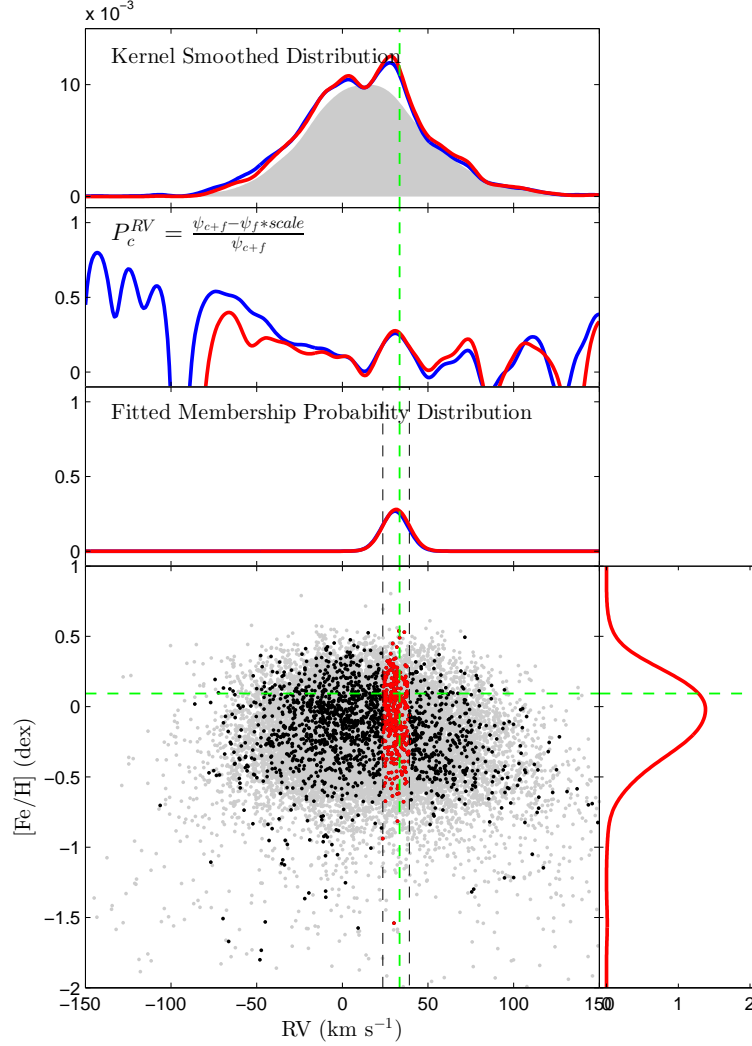 x 10⁻³
Kernel Smoothed Distribution
10
0
P_c^{RV} = \frac{ψ_{c+f}−ψ_f*scale}{ψ_{c+f}}
1
0.5
0
Fitted Membership Probability Distribution
1
0.5
0
1
0.5
0
−0.5
−1
−1.5
−2
[Fe/H] (dex)
−150 −100 −50 0 50 100 150
0 1 2
RV (km s⁻¹)